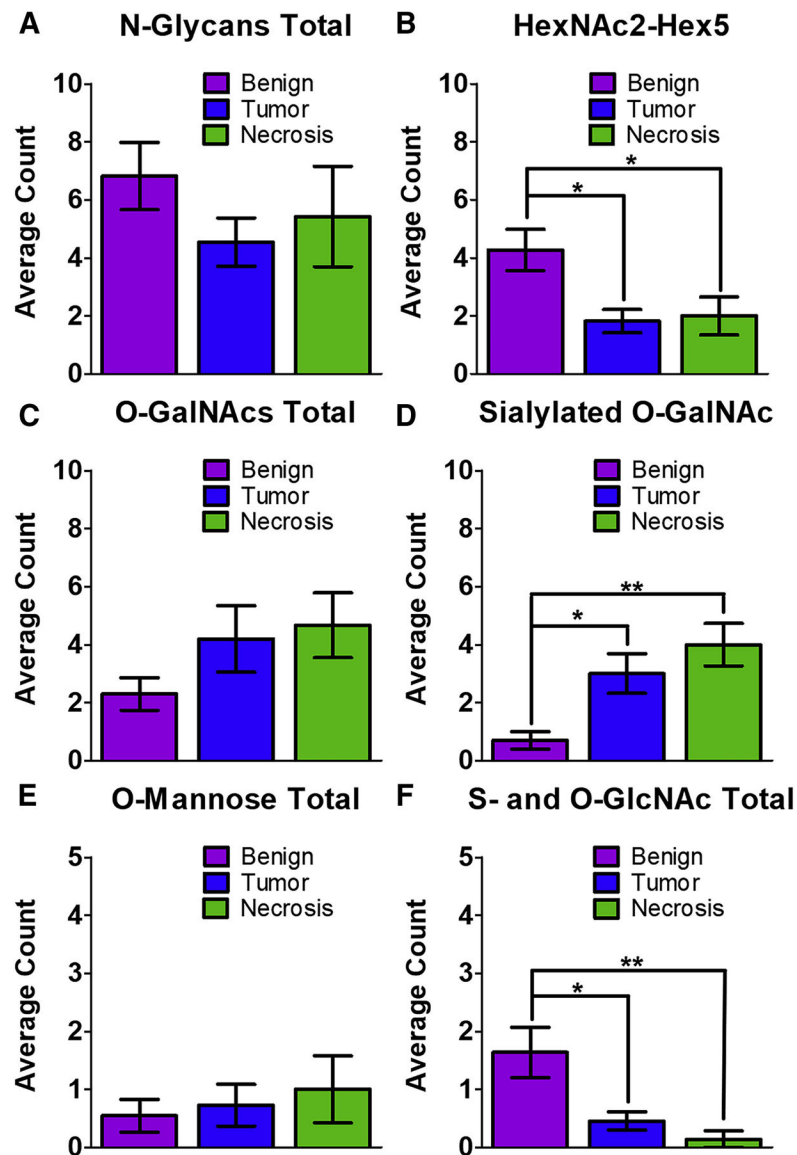 A N-Glycans Total
10
8
6
4
2
0
Average Count
Benign
Tumor
Necrosis
B HexNAc2-Hex5
10
8
6
4
2
0
Average Count
Benign
Tumor
Necrosis
*
*
C O-GalNAcs Total
10
8
6
4
2
0
Average Count
Benign
Tumor
Necrosis
D Sialylated O-GalNAc
10
8
6
4
2
0
Average Count
Benign
Tumor
Necrosis
**
*
E O-Mannose Total
5
4
3
2
1
0
Average Count
Benign
Tumor
Necrosis
F S- and O-GlcNAc Total
5
4
3
2
1
0
Average Count
Benign
Tumor
Necrosis
**
*